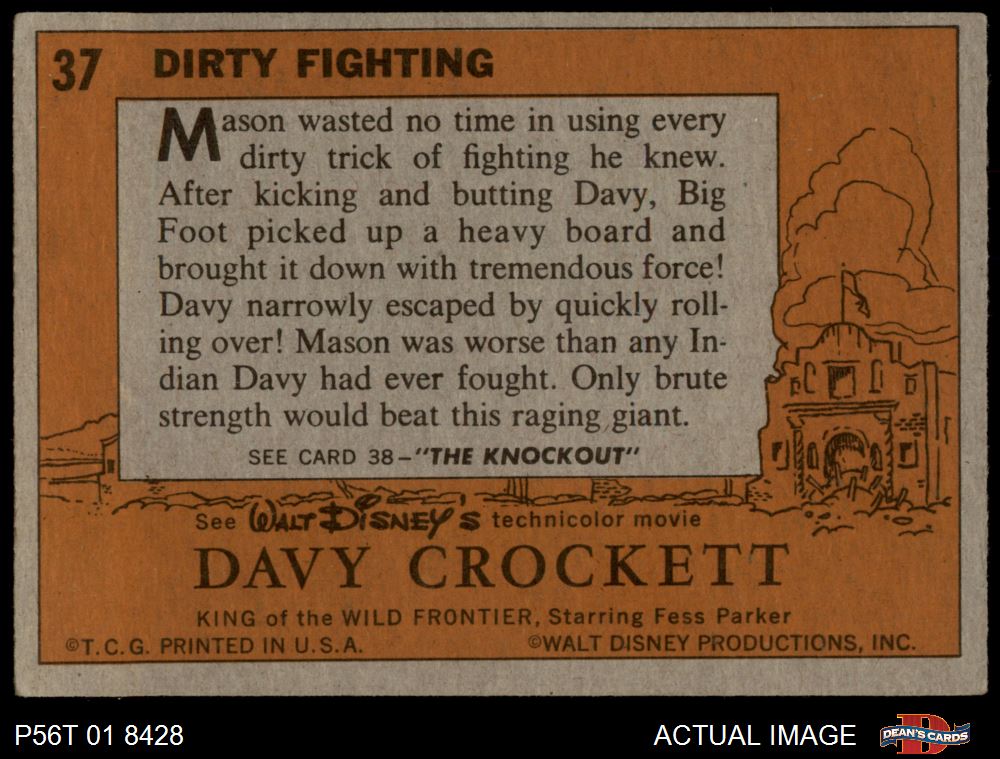 37 DIRTY FIGHTING
Mason wasted no time in using every
dirty trick of fighting he knew.
After kicking and butting Davy, Big
Foot picked up a heavy board and
brought it down with tremendous force!
Davy narrowly escaped by quickly roll-
ing over! Mason was worse than any In-
dian Davy had ever fought. Only brute
strength would beat this raging giant.
SEE CARD 38-"THE KNOCKOUT"
See WALT DISNEY'S technicolor movie
DAVY CROCKETT
KING of the WILD FRONTIER, Starring Fess Parker
©T.C.G. PRINTED IN U.S.A. ©WALT DISNEY PRODUCTIONS, INC.
P56T 01 8428 ACTUAL IMAGE D DEAN'S CARDS